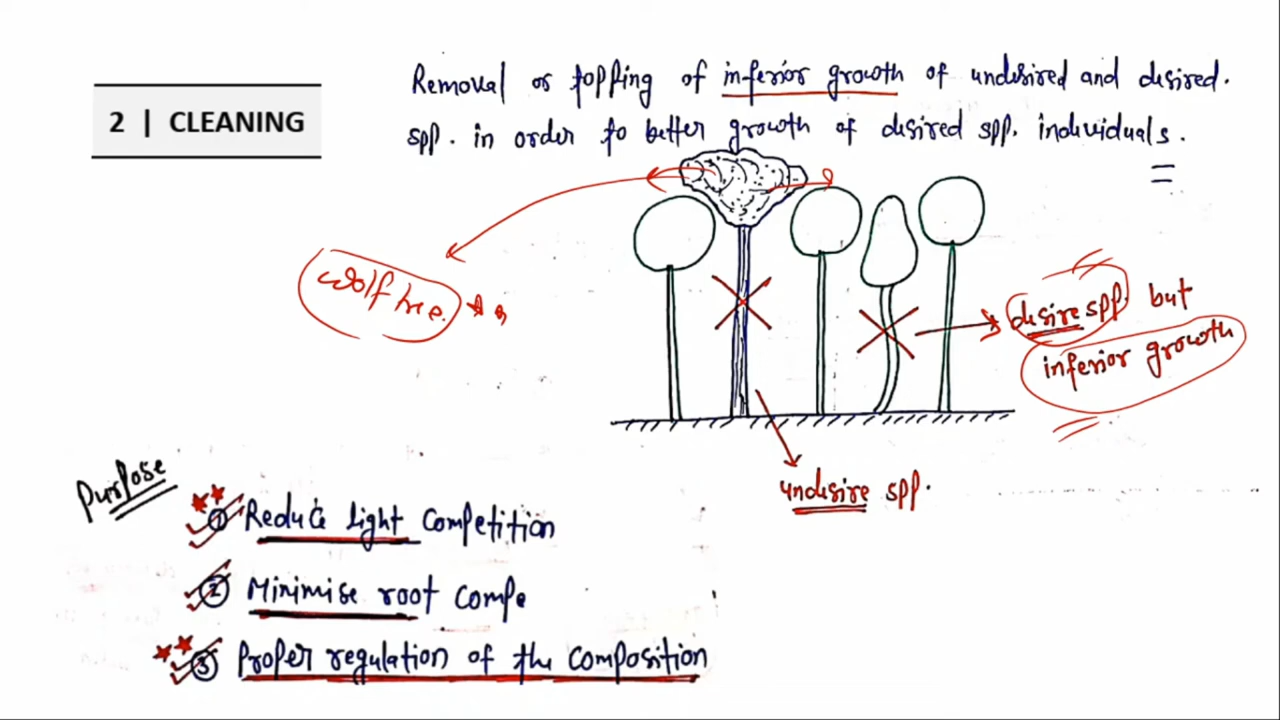 2 | CLEANING
Removal or topping of inferior growth of undesired and desired.
spp. in order to better growth of desired spp. individuals.
wolf tree.
desire spp. but
inferior growth
undesire spp.
Purpose
① Reduce light Competition
② Minimise root Compe
③ Proper regulation of the composition